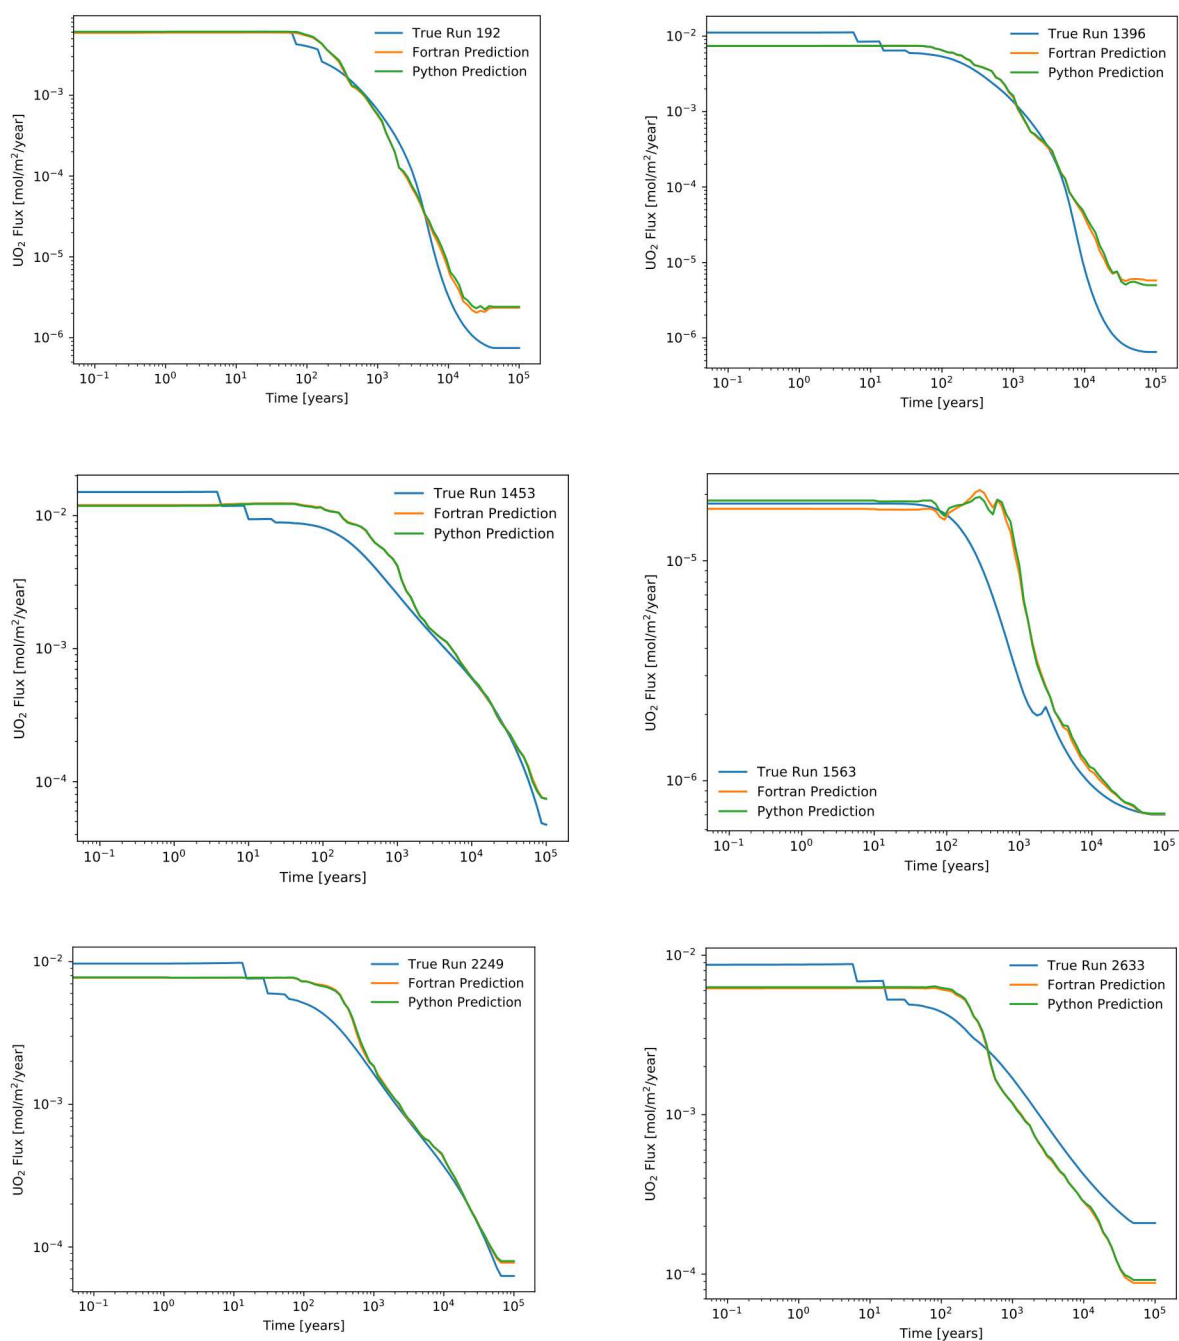 True Run 192
Fortran Prediction
Python Prediction
10⁻³
10⁻⁴
10⁻⁵
10⁻⁶
UO₂ Flux [mol/m²/year]
10⁻¹ 10⁰ 10¹ 10² 10³ 10⁴ 10⁵
Time [years]
True Run 1396
Fortran Prediction
Python Prediction
10⁻²
10⁻³
10⁻⁴
10⁻⁵
10⁻⁶
UO₂ Flux [mol/m²/year]
10⁻¹ 10⁰ 10¹ 10² 10³ 10⁴ 10⁵
Time [years]
True Run 1453
Fortran Prediction
Python Prediction
10⁻²
10⁻³
10⁻⁴
UO₂ Flux [mol/m²/year]
10⁻¹ 10⁰ 10¹ 10² 10³ 10⁴ 10⁵
Time [years]
10⁻⁵
10⁻⁶
UO₂ Flux [mol/m²/year]
True Run 1563
Fortran Prediction
Python Prediction
10⁻¹ 10⁰ 10¹ 10² 10³ 10⁴ 10⁵
Time [years]
True Run 2249
Fortran Prediction
Python Prediction
10⁻²
10⁻³
10⁻⁴
UO₂ Flux [mol/m²/year]
10⁻¹ 10⁰ 10¹ 10² 10³ 10⁴ 10⁵
Time [years]
True Run 2633
Fortran Prediction
Python Prediction
10⁻²
10⁻³
10⁻⁴
UO₂ Flux [mol/m²/year]
10⁻¹ 10⁰ 10¹ 10² 10³ 10⁴ 10⁵
Time [years]